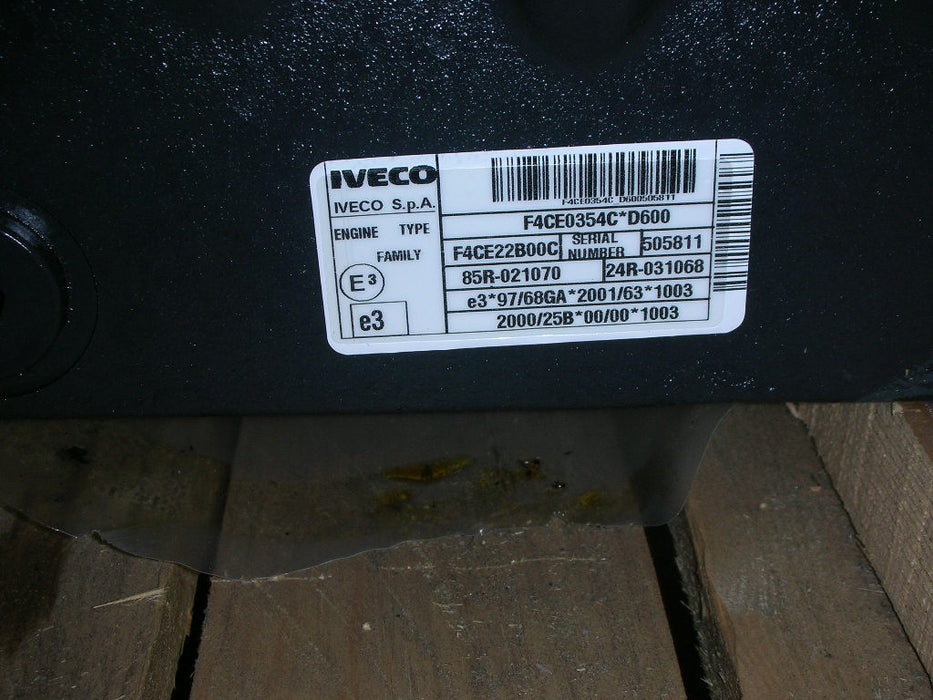 IVECO
IVECO S.p.A.
ENGINE TYPE
FAMILY
E3
e3
F4CE0354C D600505811
F4CE0354C*D600
F4CE22B00C SERIAL NUMBER 505811
85R-021070 24R-031068
e3*97/68GA*2001/63*1003
2000/25B*00/00*1003